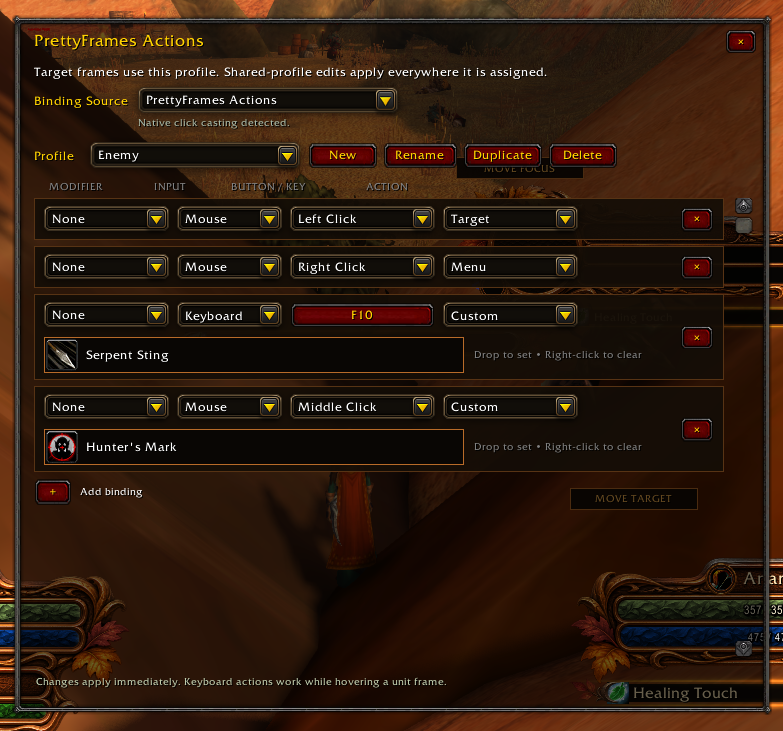 PrettyFrames Actions
×
Target frames use this profile. Shared-profile edits apply everywhere it is assigned.
Binding Source PrettyFrames Actions
Native click casting detected.
Profile Enemy New Rename Duplicate Delete
MOVE FOCUS
MODIFIER INPUT BUTTON / KEY ACTION
None Mouse Left Click Target ×
None Mouse Right Click Menu ×
None Keyboard F10 Custom
Healing Touch
×
Serpent Sting Drop to set • Right-click to clear
None Mouse Middle Click Custom
×
Hunter's Mark Drop to set • Right-click to clear
+ Add binding
MOVE TARGET
Changes apply immediately. Keyboard actions work while hovering a unit frame.
Healing Touch